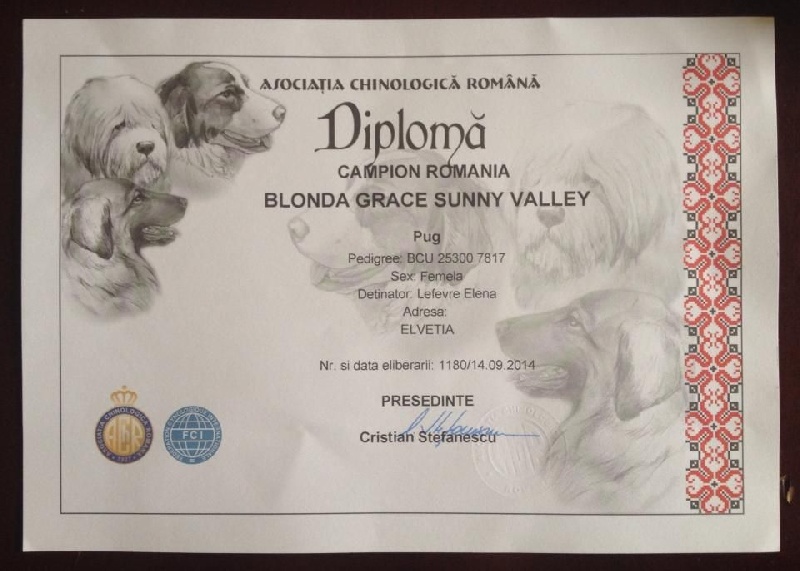 ASOCIAȚIA CHINOLOGICĂ ROMÂNĂ
Diplomă
CAMPION ROMANIA
BLONDA GRACE SUNNY VALLEY
Pug
Pedigree: BCU 25300 7817
Sex: Femela
Detinator: Lefevre Elena
Adresa:
ELVETIA
Nr. si data eliberarii: 1180/14.09.2014
PRESEDINTE
Cristian Stefanescu
FCI